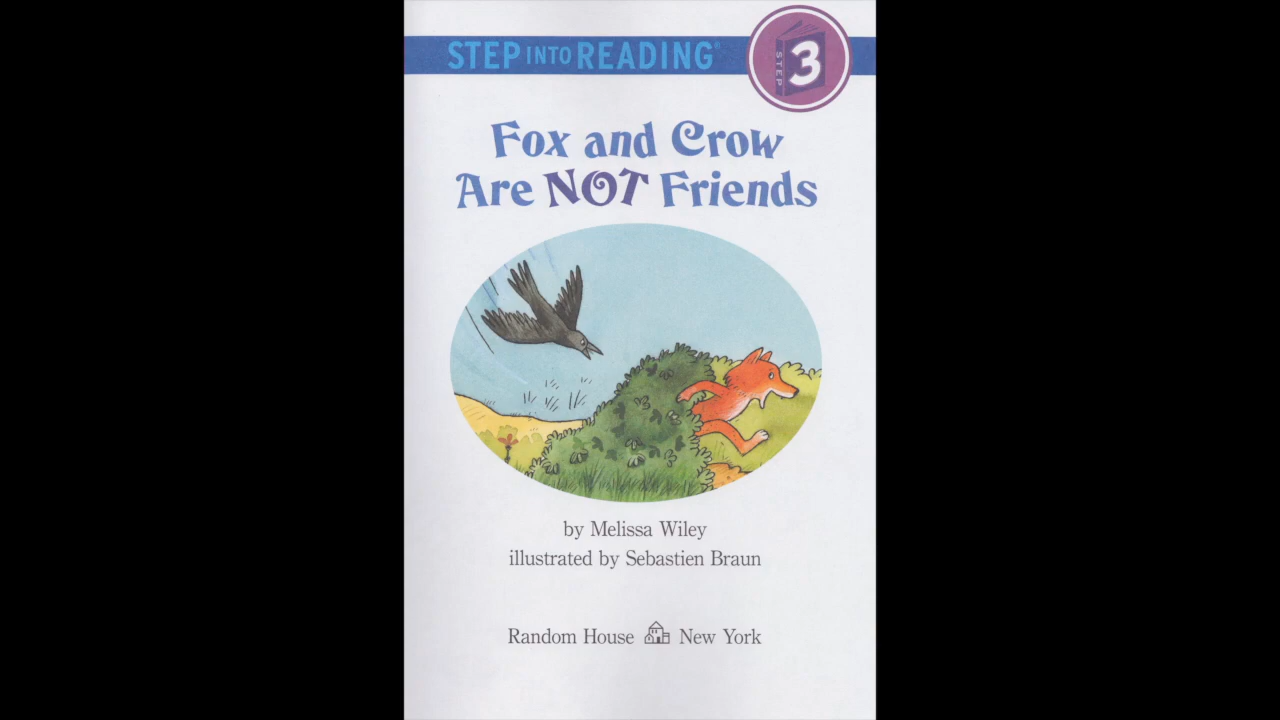 STEP INTO READING®
STEP 3
Fox and Crow
Are NOT Friends
by Melissa Wiley
illustrated by Sebastien Braun
Random House New York